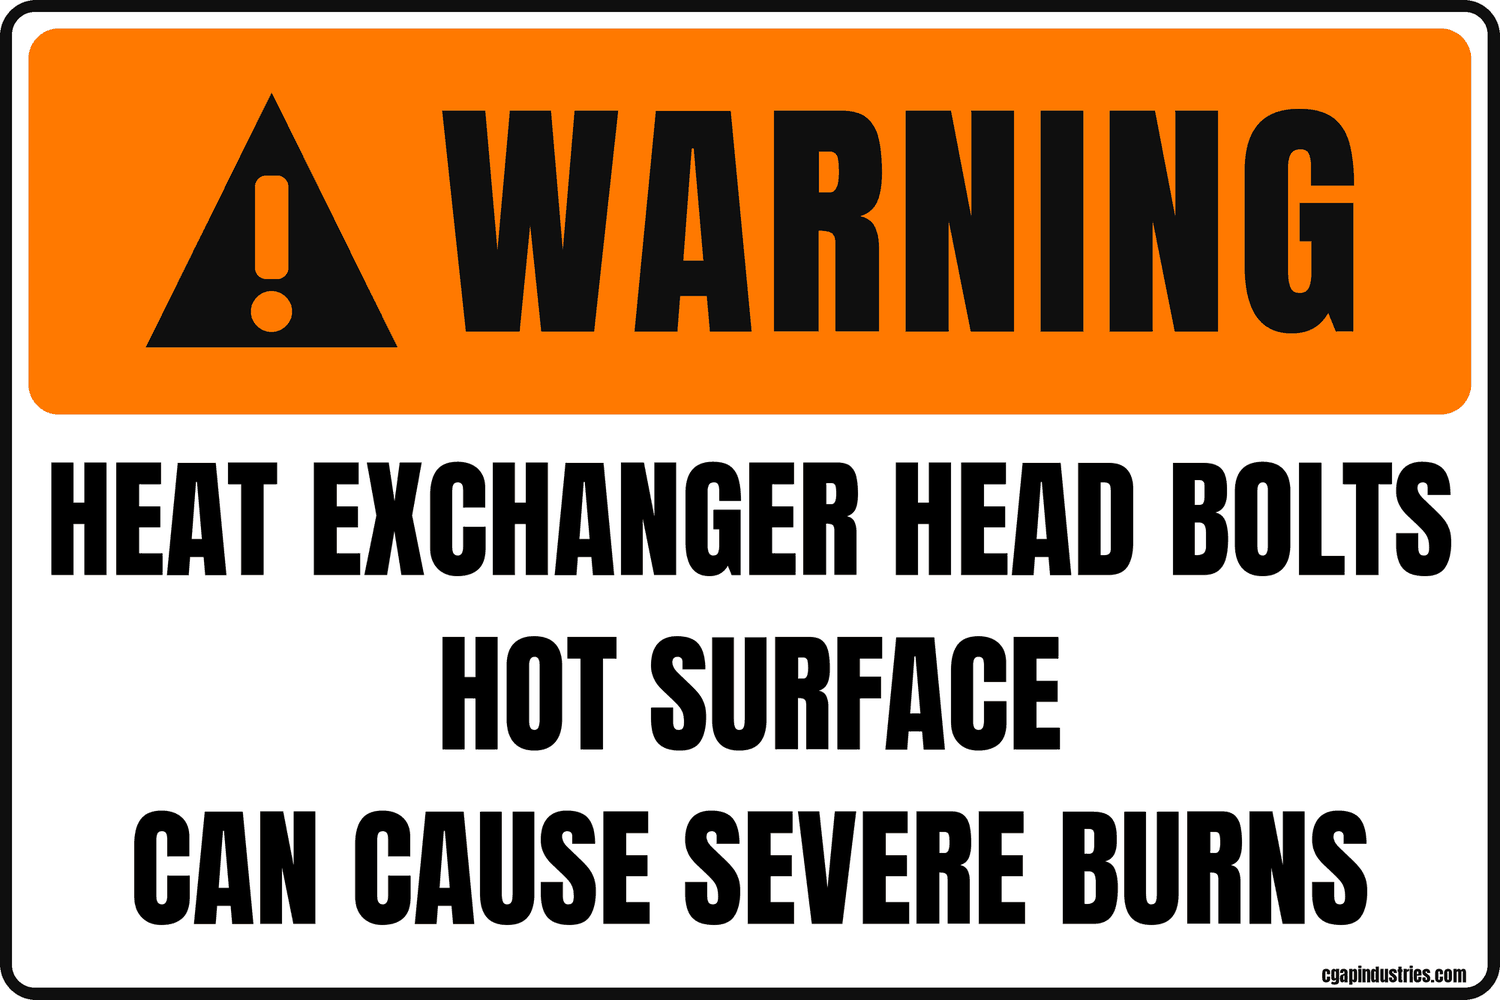 WARNING
HEAT EXCHANGER HEAD BOLTS
HOT SURFACE
CAN CAUSE SEVERE BURNS
cgapindustries.com